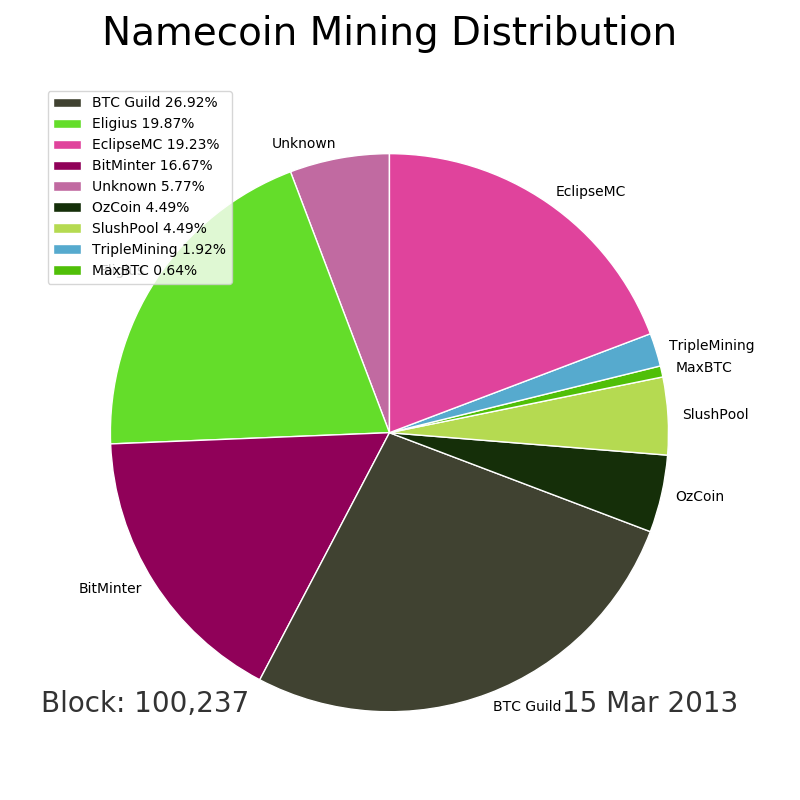 Namecoin Mining Distribution
BTC Guild 26.92%
Eligius 19.87%
EclipseMC 19.23%
BitMinter 16.67%
Unknown 5.77%
OzCoin 4.49%
SlushPool 4.49%
TripleMining 1.92%
MaxBTC 0.64%
Unknown
EclipseMC
TripleMining
MaxBTC
SlushPool
OzCoin
BitMinter
BTC Guild
Block: 100,237
15 Mar 2013